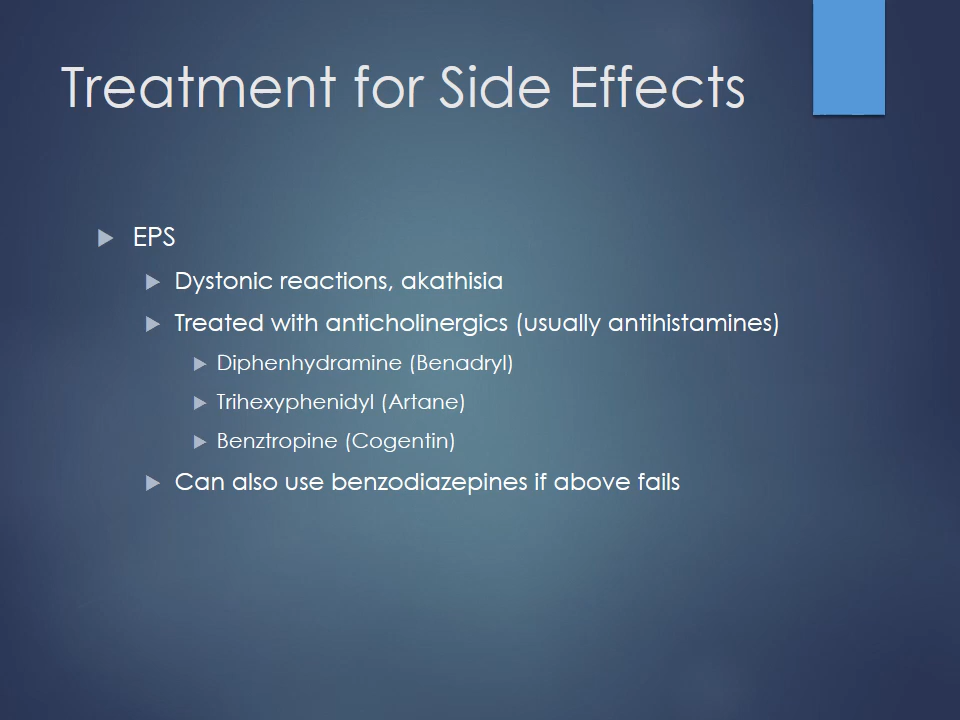 Treatment for Side Effects
EPS
Dystonic reactions, akathisia
Treated with anticholinergics (usually antihistamines)
Diphenhydramine (Benadryl)
Trihexyphenidyl (Artane)
Benztropine (Cogentin)
Can also use benzodiazepines if above fails